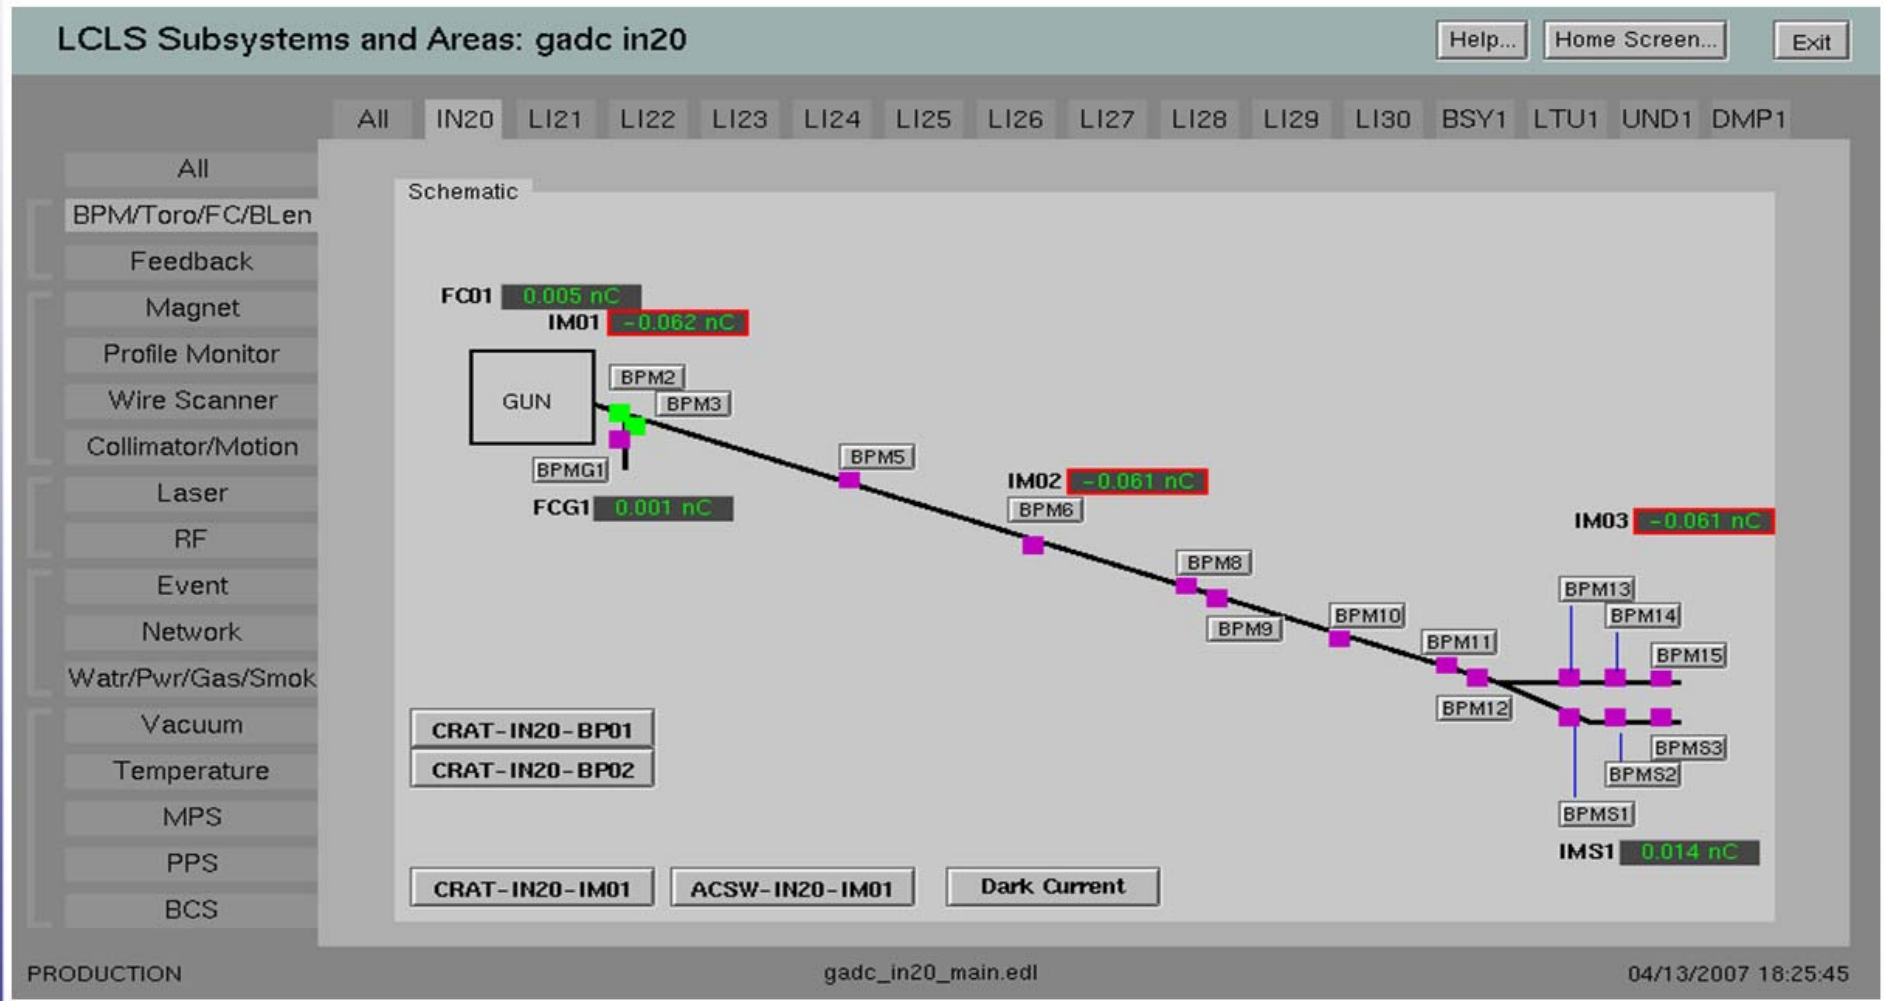 LCLS Subsystems and Areas: gadc in20
Help...
Home Screen...
Exit
All
IN20
LI21
LI22
LI23
LI24
LI25
LI26
LI27
LI28
LI29
LI30
BSY1
LTU1
UND1
DMP1
All
BPM/Toro/FC/BLen
Feedback
Magnet
Profile Monitor
Wire Scanner
Collimator/Motion
Laser
RF
Event
Network
Watr/Pwr/Gas/Smok
Vacuum
Temperature
MPS
PPS
BCS
Schematic
FC01 0.005 nC
IM01 -0.062 nC
GUN
BPM2
BPM3
BPMG1
FCG1 0.001 nC
BPM5
IM02 -0.061 nC
BPM6
BPM8
BPM9
BPM10
BPM11
BPM12
IM03 -0.061 nC
BPM13
BPM14
BPM15
BPMS3
BPMS2
BPMS1
IMS1 0.014 nC
CRAT-IN20-BP01
CRAT-IN20-BP02
CRAT-IN20-IM01
ACSW-IN20-IM01
Dark Current
PRODUCTION
gadc_in20_main.edl
04/13/2007 18:25:45